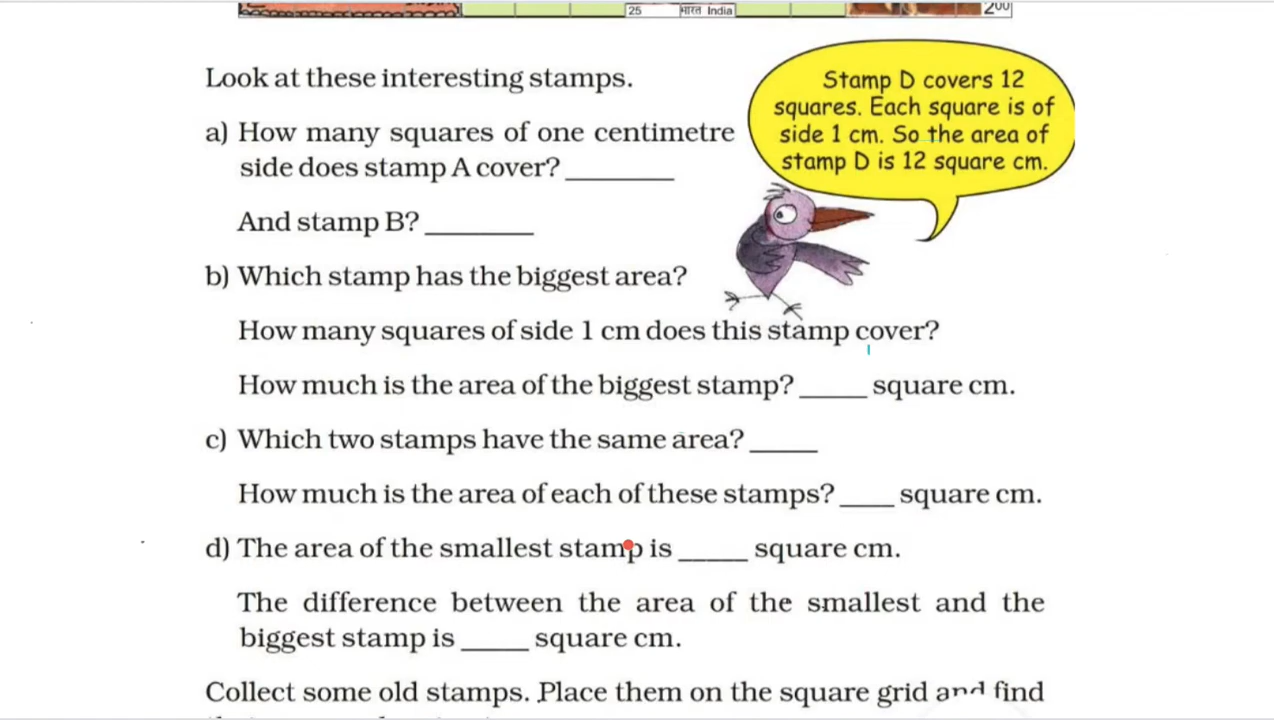 25 भारत India 200
Look at these interesting stamps.
Stamp D covers 12
squares. Each square is of
side 1 cm. So the area of
stamp D is 12 square cm.
a) How many squares of one centimetre
side does stamp A cover? ________
And stamp B? ________
b) Which stamp has the biggest area?
How many squares of side 1 cm does this stamp cover?
How much is the area of the biggest stamp? _____ square cm.
c) Which two stamps have the same area? _____
How much is the area of each of these stamps? ____ square cm.
d) The area of the smallest stamp is _____ square cm.
The difference between the area of the smallest and the
biggest stamp is _____ square cm.
Collect some old stamps. Place them on the square grid and find